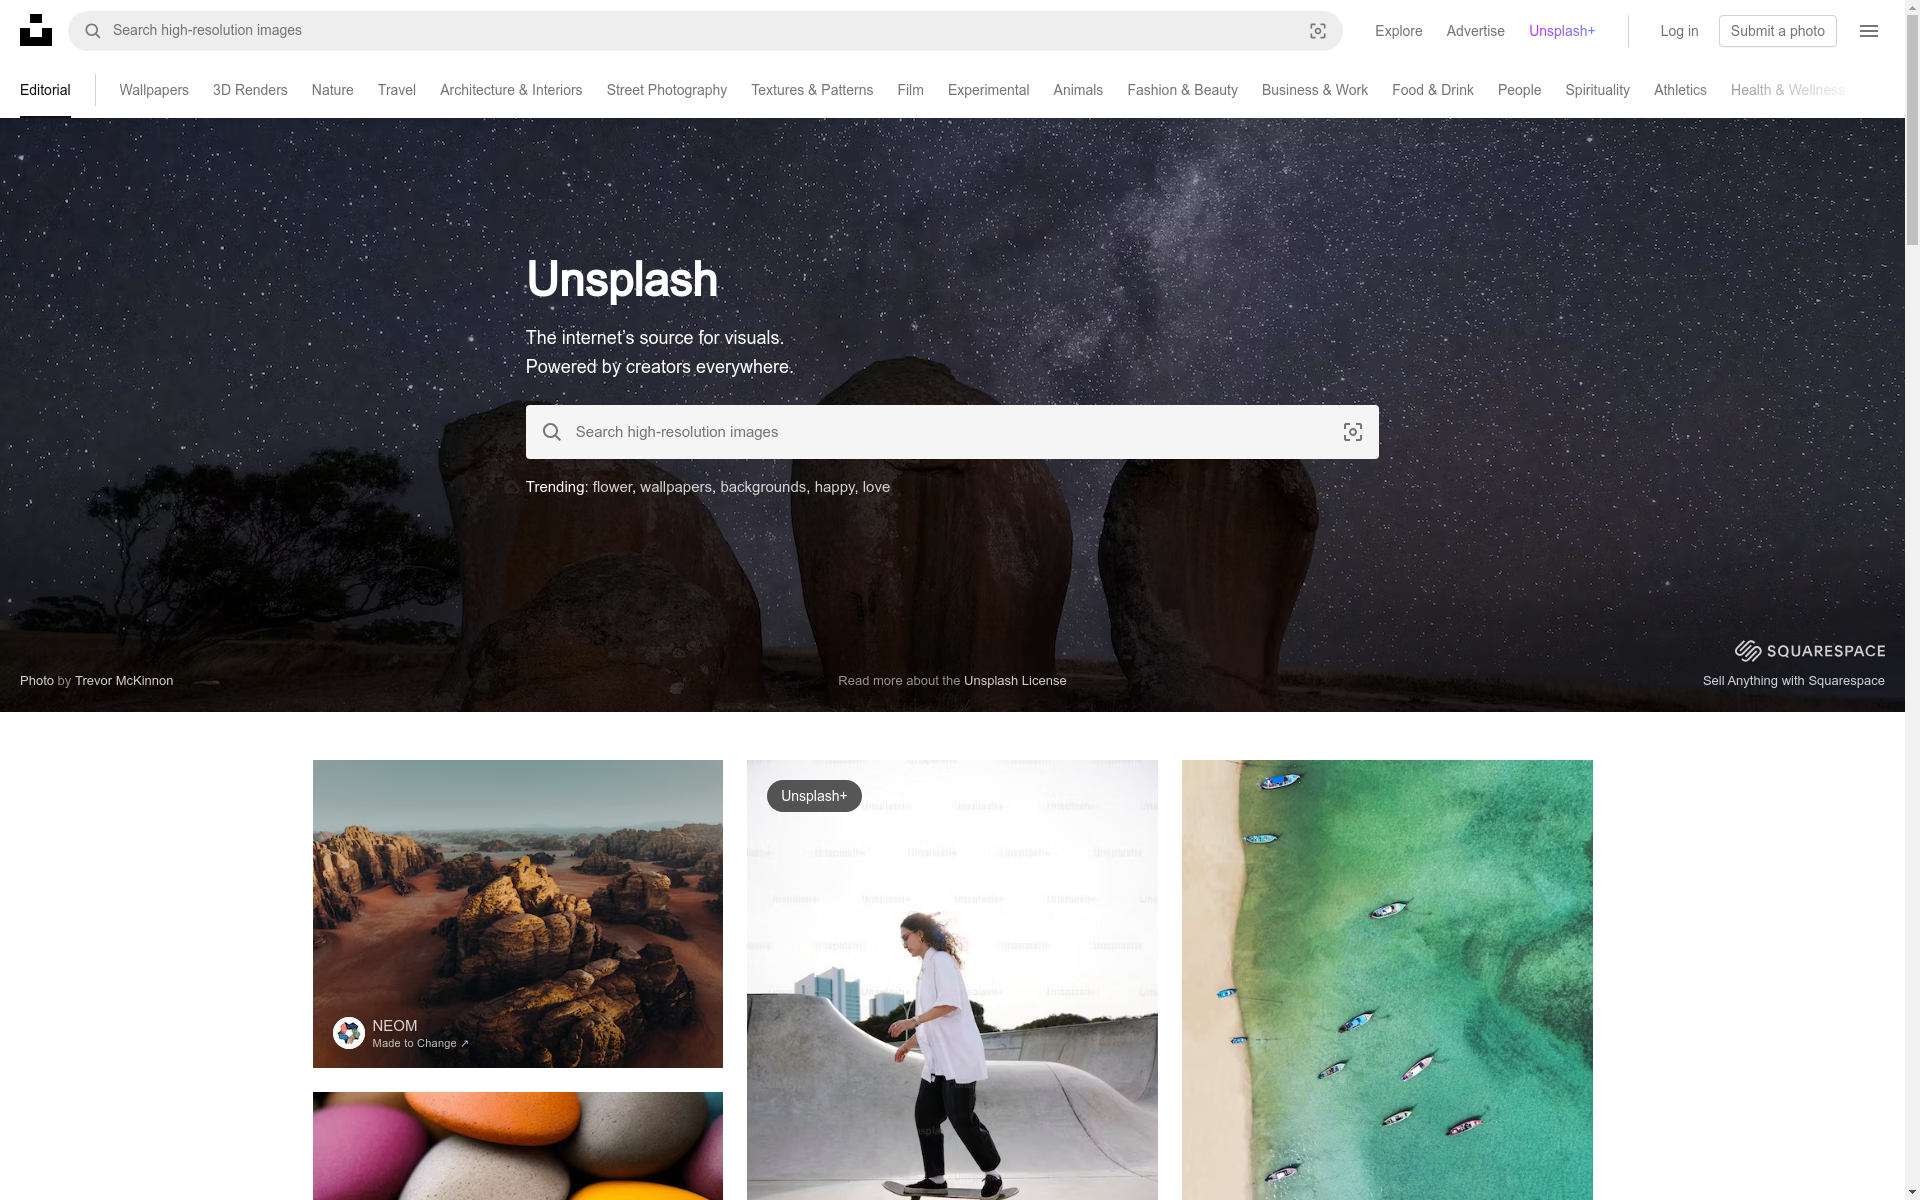 Search high-resolution images
Explore
Advertise
Unsplash+
Log in
Submit a photo
Editorial
Wallpapers
3D Renders
Nature
Travel
Architecture & Interiors
Street Photography
Textures & Patterns
Film
Experimental
Animals
Fashion & Beauty
Business & Work
Food & Drink
People
Spirituality
Athletics
Health & Wellness
Unsplash
The internet’s source for visuals.
Powered by creators everywhere.
Search high-resolution images
Trending: flower, wallpapers, backgrounds, happy, love
SQUARESPACE
Photo by Trevor McKinnon
Read more about the Unsplash License
Sell Anything with Squarespace
Unsplash+
NEOM
Made to Change ↗